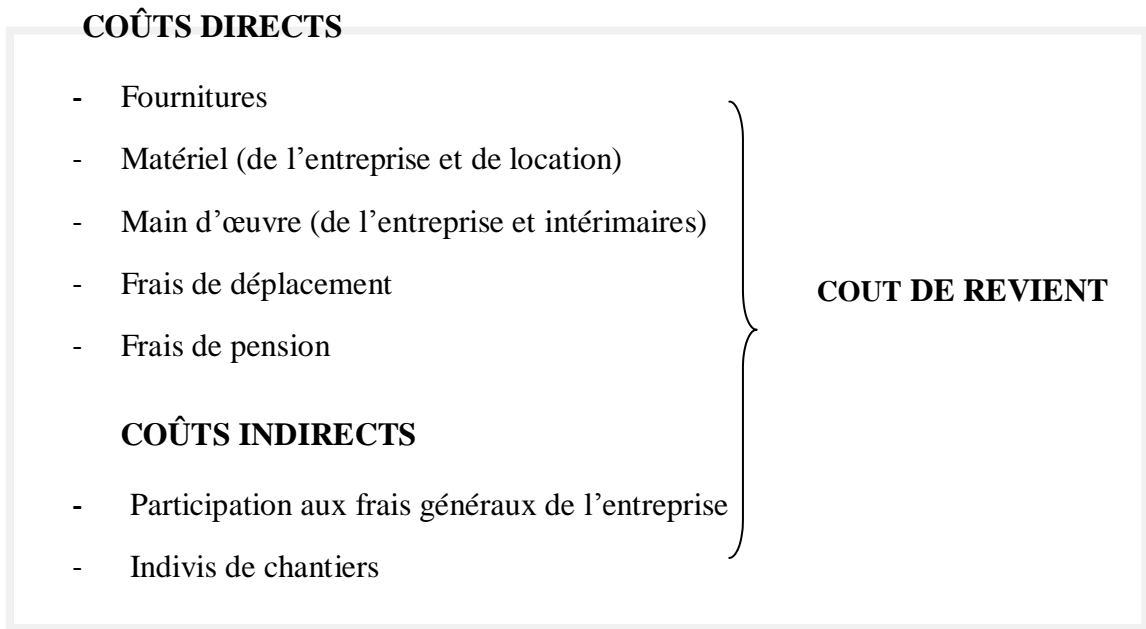 COÛTS DIRECTS
- Fournitures
- Matériel (de l’entreprise et de location)
- Main d’œuvre (de l’entreprise et intérimaires)
- Frais de déplacement
COUT DE REVIENT
- Frais de pension
COÛTS INDIRECTS
- Participation aux frais généraux de l’entreprise
- Indivis de chantiers